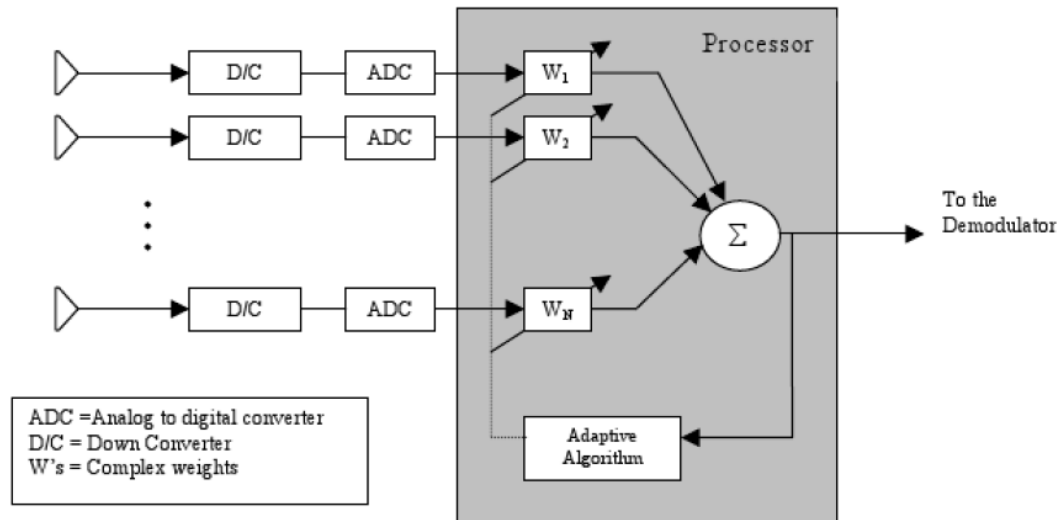 Processor
D/C ADC W₁
D/C ADC W₂
Σ
To the
Demodulator
D/C ADC W_N
ADC =Analog to digital converter
D/C = Down Converter
W's = Complex weights
Adaptive
Algorithm